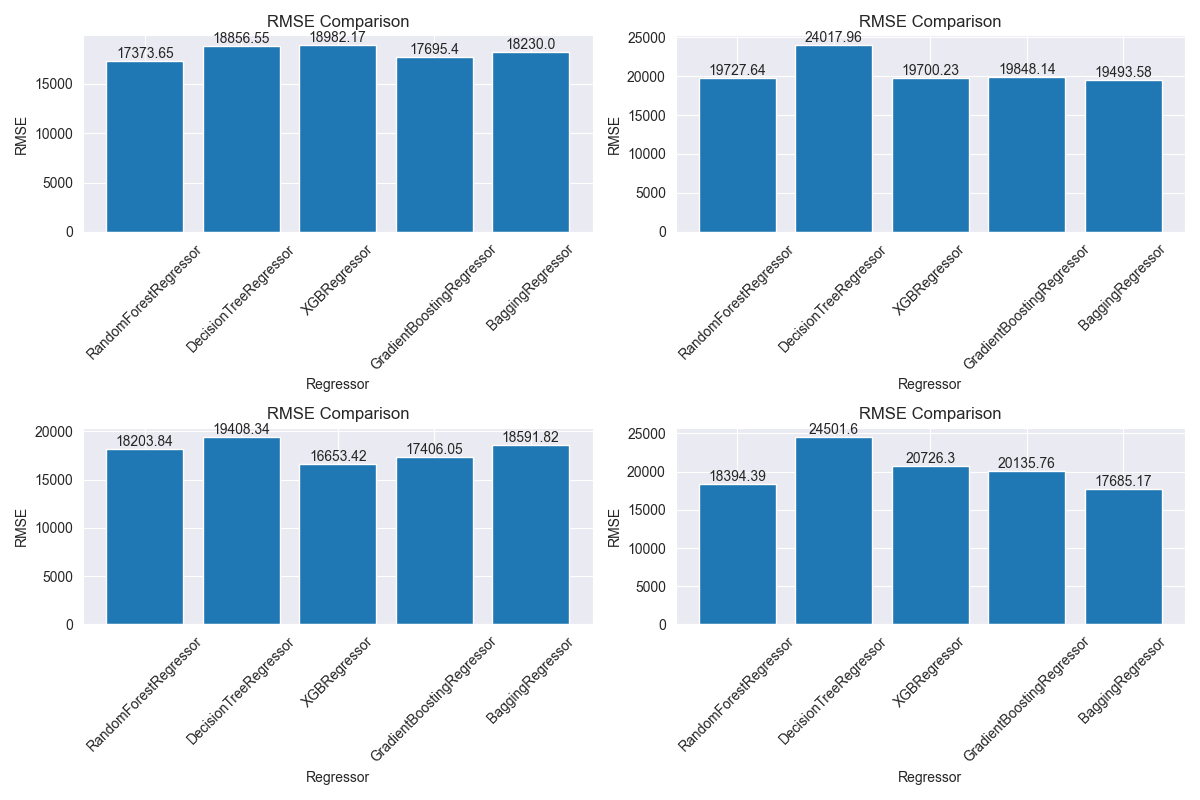 RMSE Comparison
17373.65
18856.55
18982.17
17695.4
18230.0
15000
10000
5000
0
RMSE
RandomForestRegressor
DecisionTreeRegressor
XGBRegressor
GradientBoostingRegressor
BaggingRegressor
Regressor
RMSE Comparison
19727.64
24017.96
19700.23
19848.14
19493.58
25000
20000
15000
10000
5000
0
RMSE
RandomForestRegressor
DecisionTreeRegressor
XGBRegressor
GradientBoostingRegressor
BaggingRegressor
Regressor
RMSE Comparison
18203.84
19408.34
16653.42
17406.05
18591.82
20000
15000
10000
5000
0
RMSE
RandomForestRegressor
DecisionTreeRegressor
XGBRegressor
GradientBoostingRegressor
BaggingRegressor
Regressor
RMSE Comparison
18394.39
24501.6
20726.3
20135.76
17685.17
25000
20000
15000
10000
5000
0
RMSE
RandomForestRegressor
DecisionTreeRegressor
XGBRegressor
GradientBoostingRegressor
BaggingRegressor
Regressor